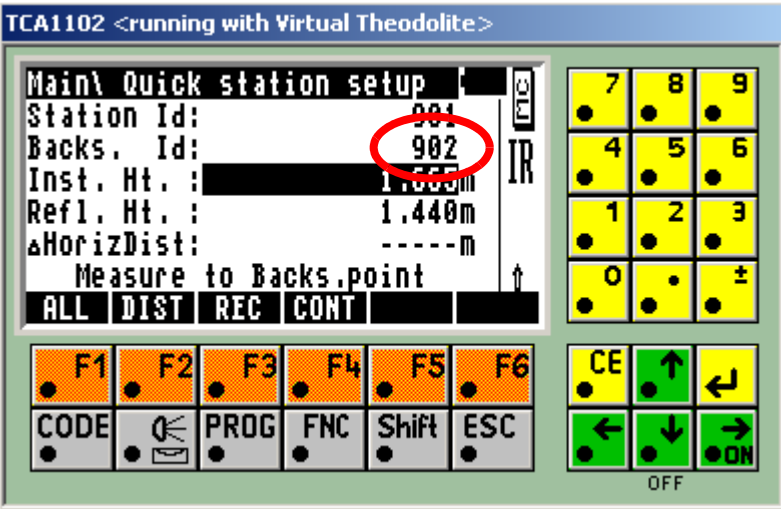 TCA1102 <running with Virtual Theodolite>
Main\ Quick station setup
MC
Station Id: 901
Backs. Id: 902
IR
Inst. Ht. : m
Refl. Ht. : 1.440m
ΔHorizDist: -----m
Measure to Backs.point ⇑
ALL DIST REC CONT
7 8 9
4 5 6
1 2 3
0 . ±
F1 F2 F3 F4 F5 F6
CE ↑ ↵
CODE PROG FNC Shift ESC
← ↓ → ON
OFF